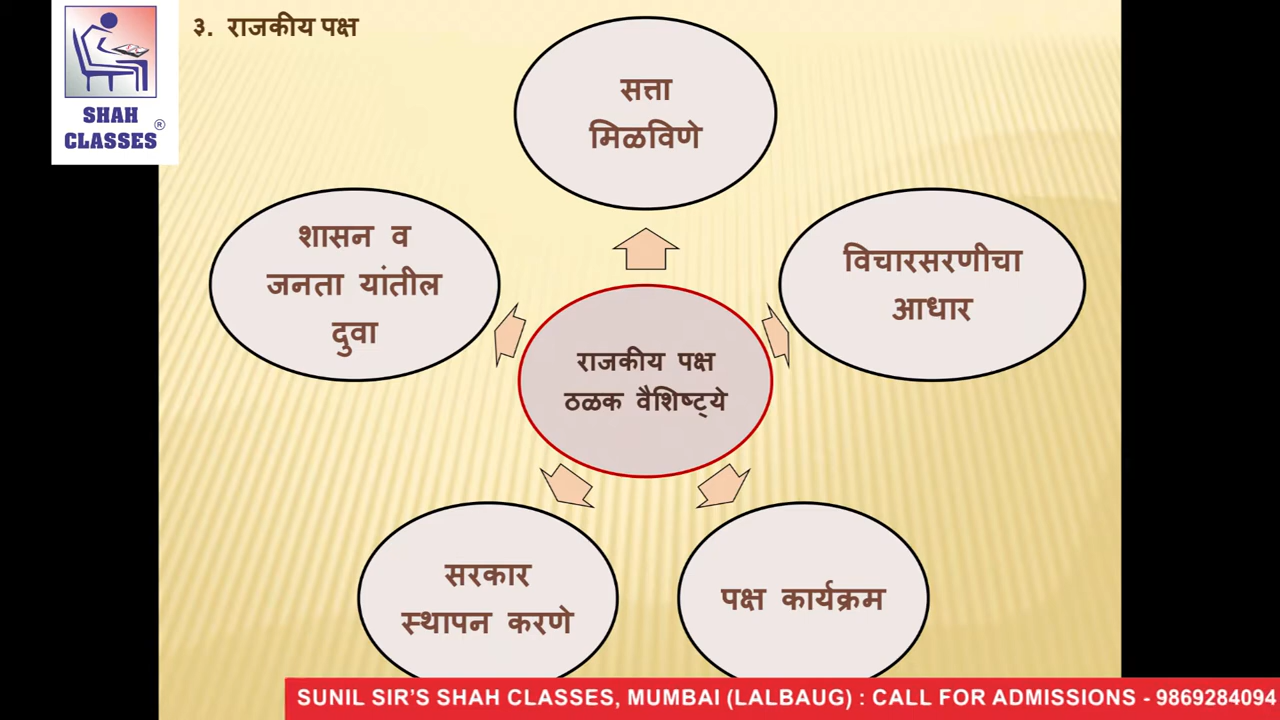 ३. राजकीय पक्ष
SHAH
CLASSES®
सत्ता
मिळविणे
शासन व
जनता यांतील
दुवा
विचारसरणीचा
आधार
राजकीय पक्ष
ठळक वैशिष्ट्ये
सरकार
स्थापन करणे
पक्ष कार्यक्रम
SUNIL SIR'S SHAH CLASSES, MUMBAI (LALBAUG) : CALL FOR ADMISSIONS - 9869284094